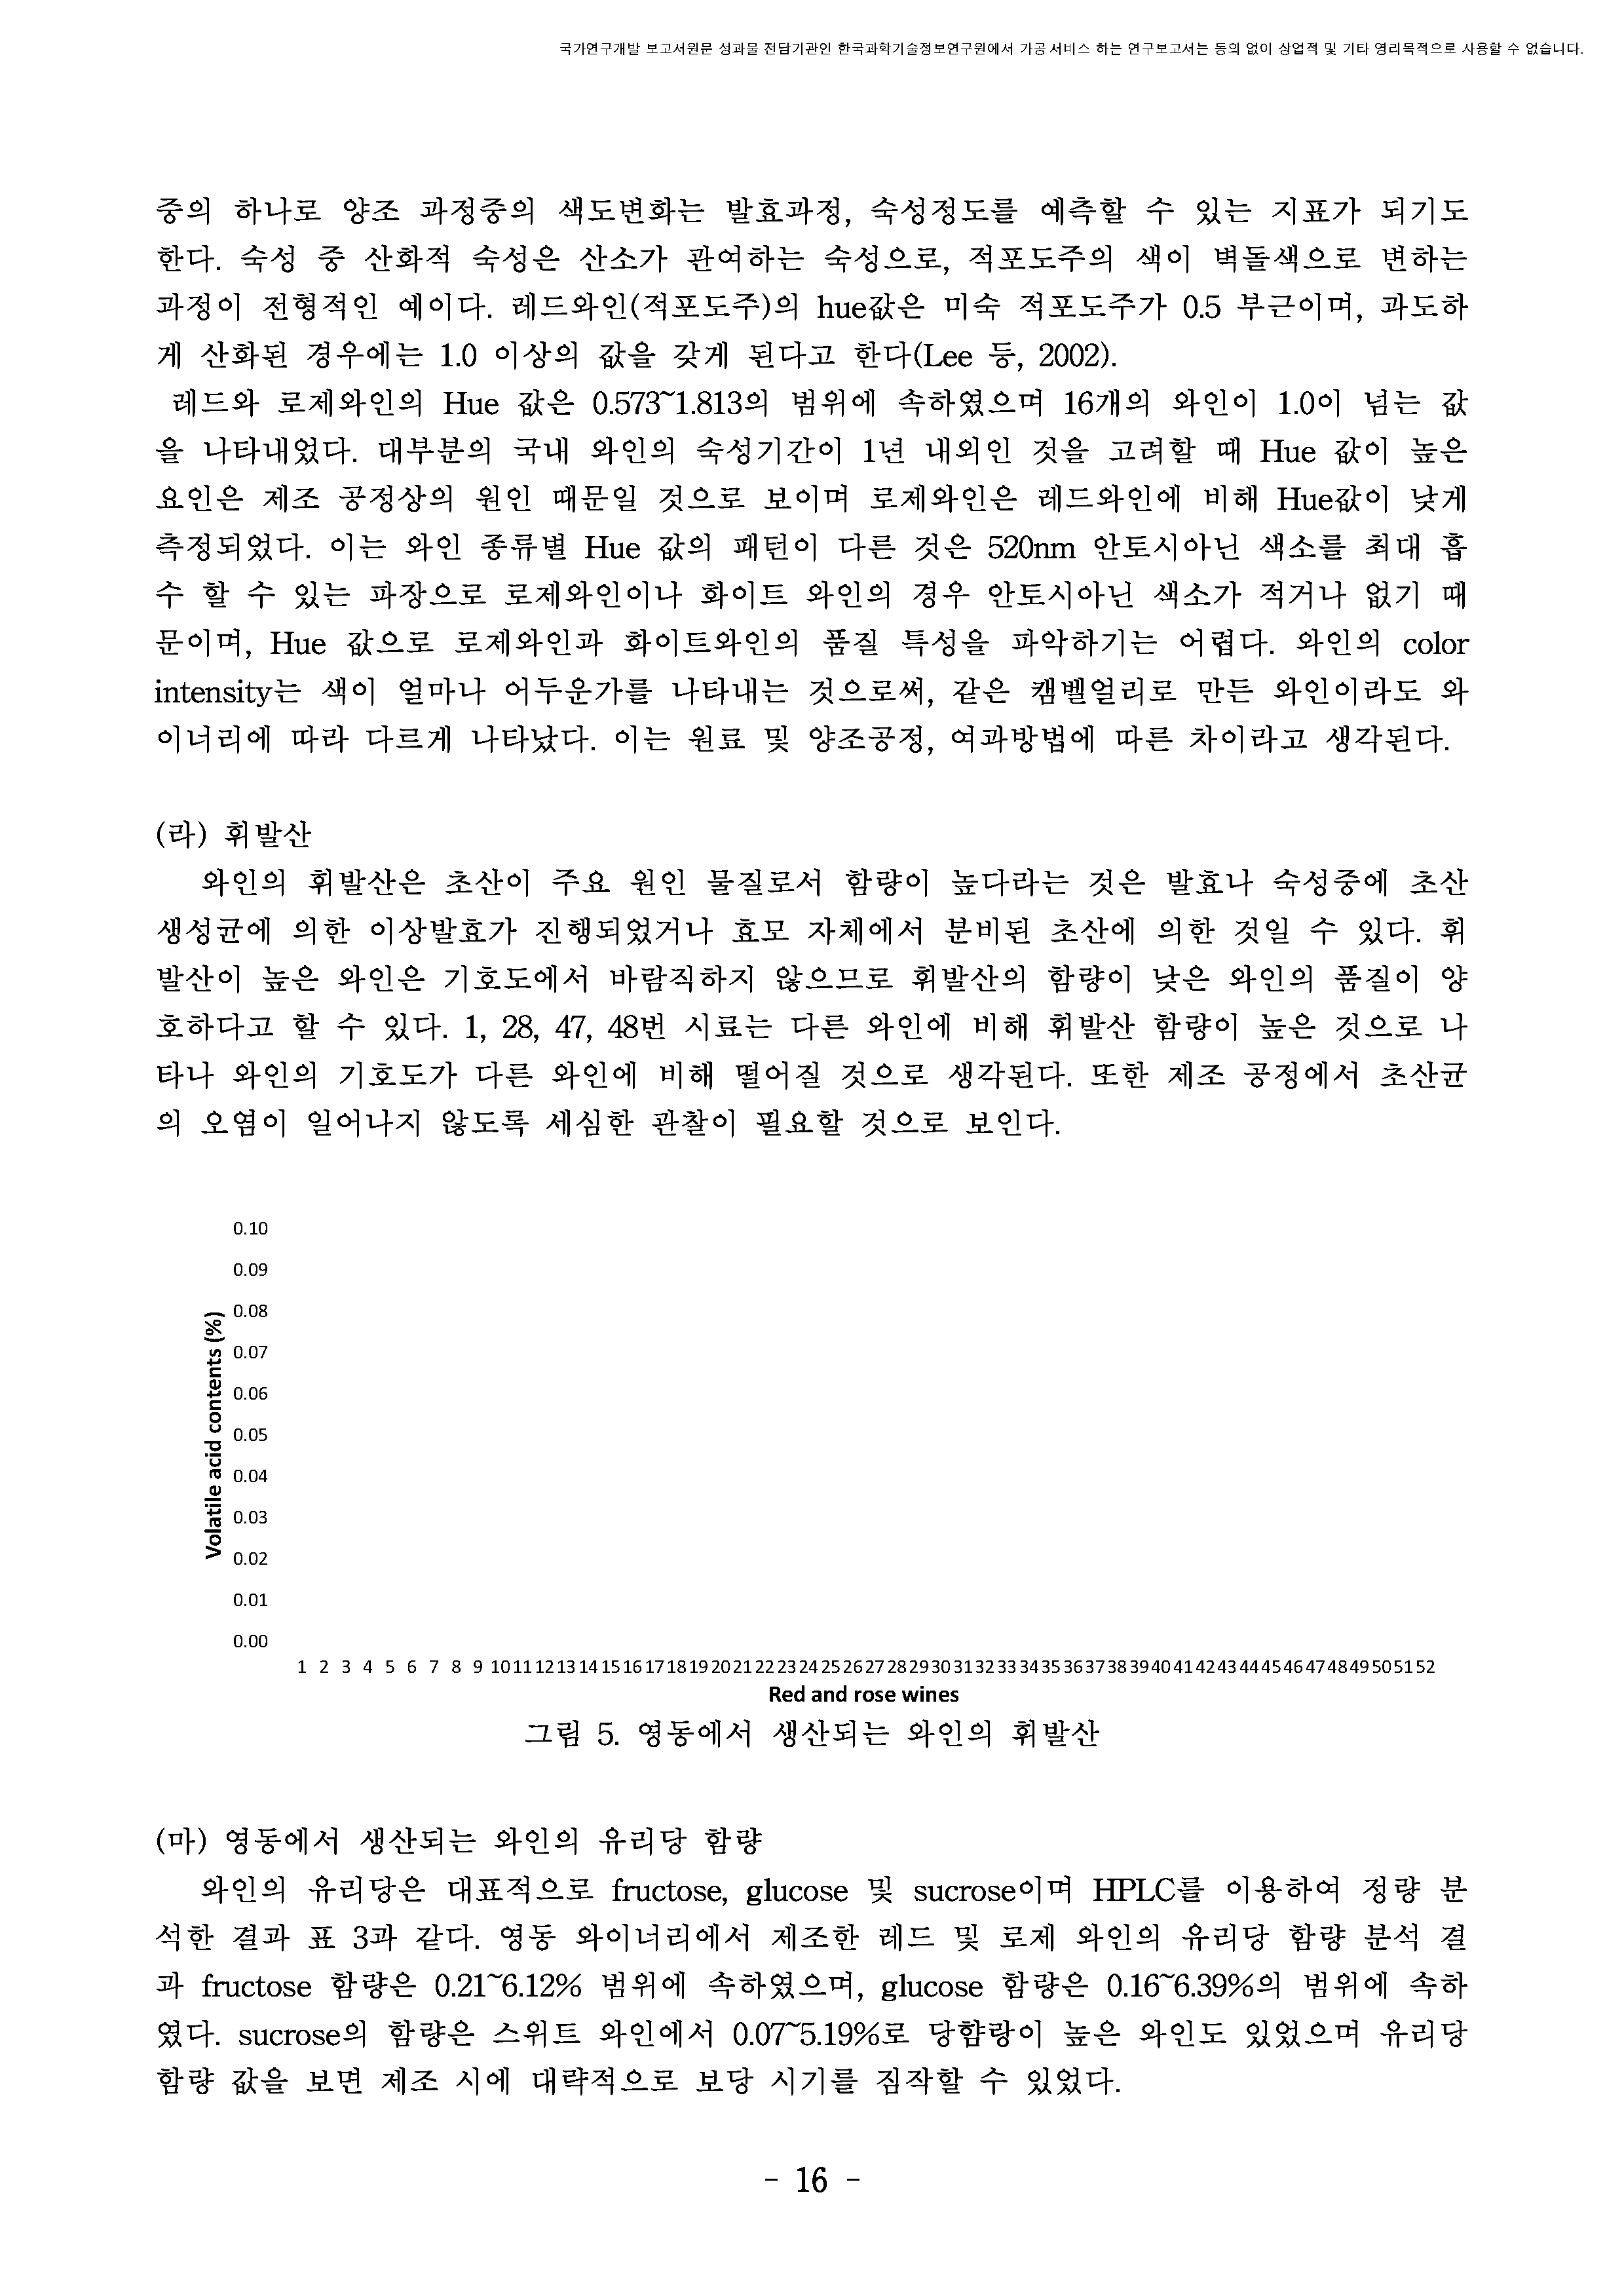 국가연구개발 보고서원문 성과물 전담기관인 한국과학기술정보연구원에서 가공·서비스 하는 연구보고서는 동의 없이 상업적 및 기타 영리목적으로 사용할 수 없습니다.
중의 하나로 양조 과정중의 색도변화는 발효과정, 숙성정도를 예측할 수 있는 지표가 되기도
한다. 숙성 중 산화적 숙성은 산소가 관여하는 숙성으로, 적포도주의 색이 벽돌색으로 변하는
과정이 전형적인 예이다. 레드와인(적포도주)의 hue값은 미숙 적포도주가 0.5 부근이며, 과도하
게 산화된 경우에는 1.0 이상의 값을 갖게 된다고 한다(Lee 등, 2002).
레드와 로제와인의 Hue 값은 0.573~1.813의 범위에 속하였으며 16개의 와인이 1.0이 넘는 값
을 나타내었다. 대부분의 국내 와인의 숙성기간이 1년 내외인 것을 고려할 때 Hue 값이 높은
요인은 제조 공정상의 원인 때문일 것으로 보이며 로제와인은 레드와인에 비해 Hue값이 낮게
측정되었다. 이는 와인 종류별 Hue 값의 패턴이 다른 것은 520nm 안토시아닌 색소를 최대 흡
수 할 수 있는 파장으로 로제와인이나 화이트 와인의 경우 안토시아닌 색소가 적거나 없기 때
문이며, Hue 값으로 로제와인과 화이트와인의 품질 특성을 파악하기는 어렵다. 와인의 color
intensity는 색이 얼마나 어두운가를 나타내는 것으로써, 같은 캠벨얼리로 만든 와인이라도 와
이너리에 따라 다르게 나타났다. 이는 원료 및 양조공정, 여과방법에 따른 차이라고 생각된다.
(라) 휘발산
와인의 휘발산은 초산이 주요 원인 물질로서 함량이 높다라는 것은 발효나 숙성중에 초산
생성균에 의한 이상발효가 진행되었거나 효모 자체에서 분비된 초산에 의한 것일 수 있다. 휘
발산이 높은 와인은 기호도에서 바람직하지 않으므로 휘발산의 함량이 낮은 와인의 품질이 양
호하다고 할 수 있다. 1, 28, 47, 48번 시료는 다른 와인에 비해 휘발산 함량이 높은 것으로 나
타나 와인의 기호도가 다른 와인에 비해 떨어질 것으로 생각된다. 또한 제조 공정에서 초산균
의 오염이 일어나지 않도록 세심한 관찰이 필요할 것으로 보인다.
0.10
0.09
0.08
0.07
0.06
0.05
0.04
0.03
0.02
0.01
0.00
Volatile acid contents (%)
1 2 3 4 5 6 7 8 9 10 11 12 13 14 15 16 17 18 19 20 21 22 23 24 25 26 27 28 29 30 31 32 33 34 35 36 37 38 39 40 41 42 43 44 45 46 47 48 49 50 51 52
Red and rose wines
그림 5. 영동에서 생산되는 와인의 휘발산
(마) 영동에서 생산되는 와인의 유리당 함량
와인의 유리당은 대표적으로 fructose, glucose 및 sucrose이며 HPLC를 이용하여 정량 분
석한 결과 표 3과 같다. 영동 와이너리에서 제조한 레드 및 로제 와인의 유리당 함량 분석 결
과 fructose 함량은 0.21~6.12% 범위에 속하였으며, glucose 함량은 0.16~6.39%의 범위에 속하
였다. sucrose의 함량은 스위트 와인에서 0.07~5.19%로 당햠량이 높은 와인도 있었으며 유리당
함량 값을 보면 제조 시에 대략적으로 보당 시기를 짐작할 수 있었다.
- 16 -